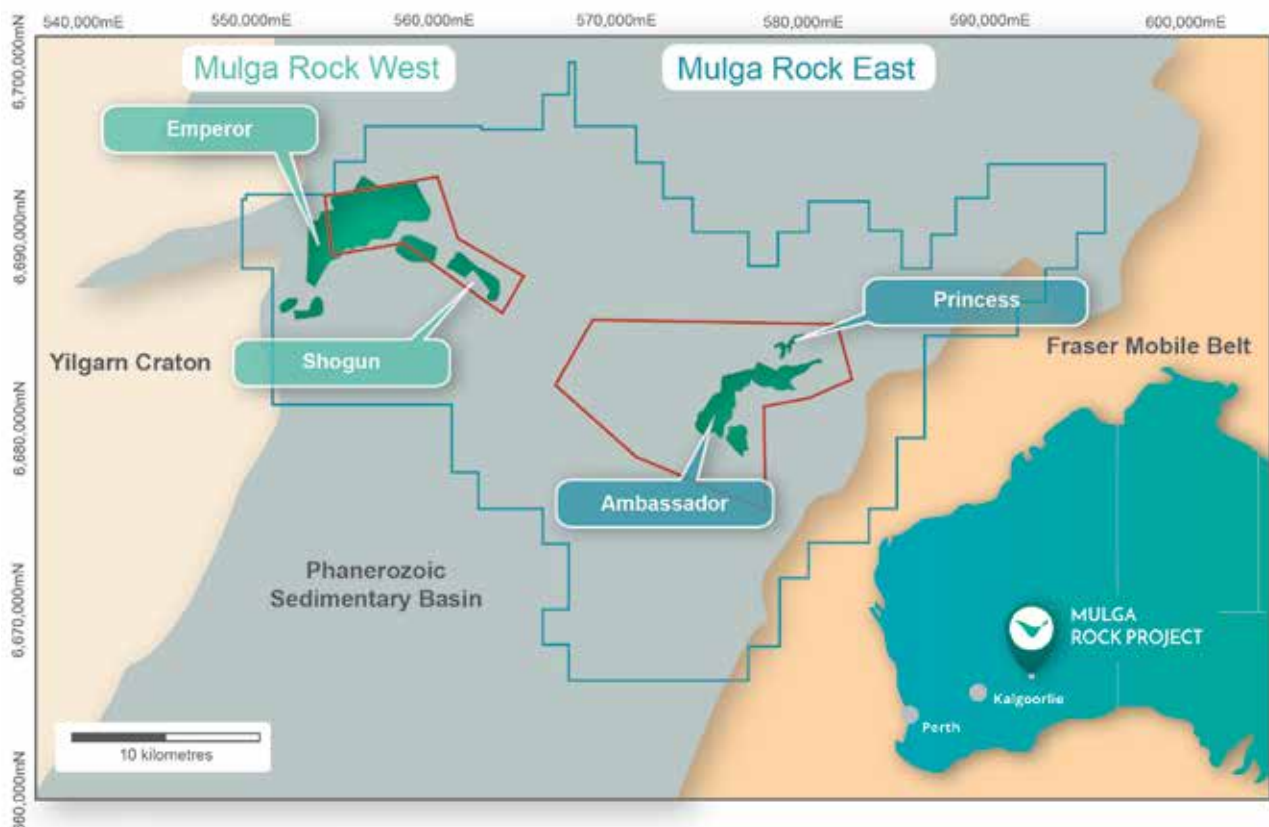 540,000mE
550,000mE
560,000mE
570,000mE
580,000mE
590,000mE
600,000mE
6,700,000mN
6,690,000mN
6,680,000mN
6,670,000mN
660,000mN
Mulga Rock West
Mulga Rock East
Emperor
Shogun
Princess
Ambassador
Yilgarn Craton
Fraser Mobile Belt
Phanerozoic
Sedimentary Basin
MULGA
ROCK PROJECT
Kalgoorlie
Perth
10 kilometres